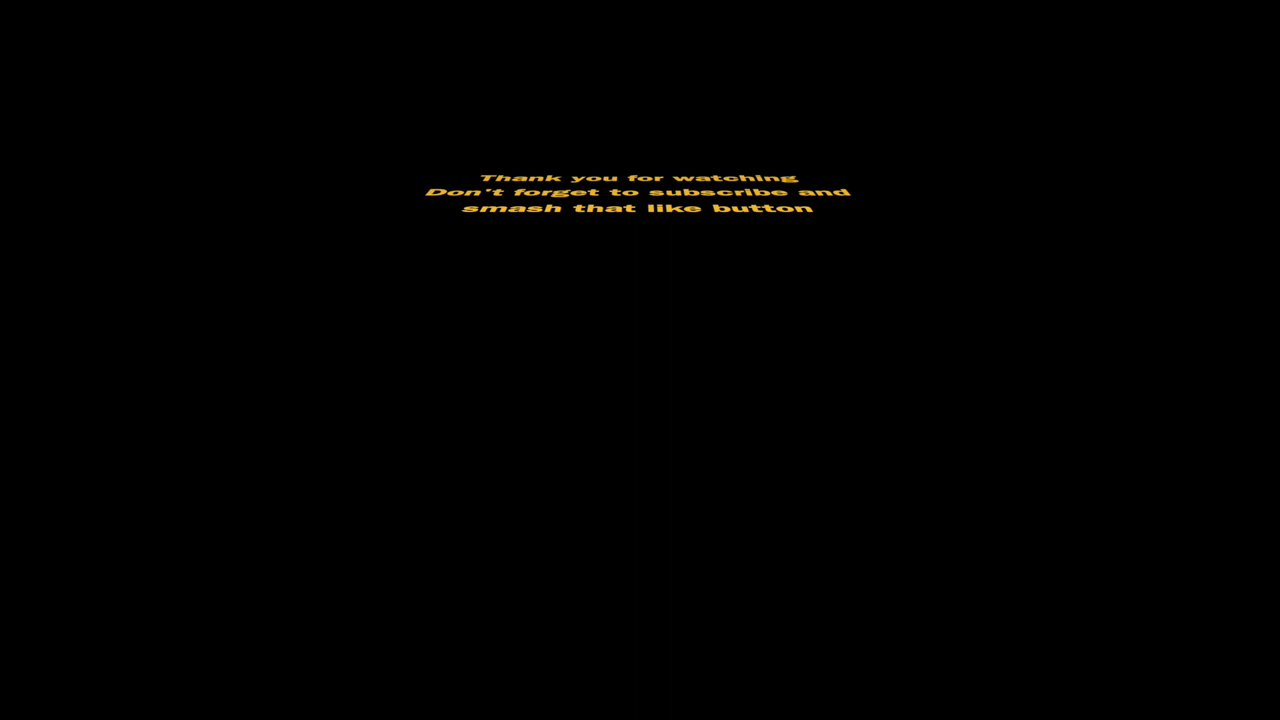 Thank you for watching
Don't forget to subscribe and
smash that like button